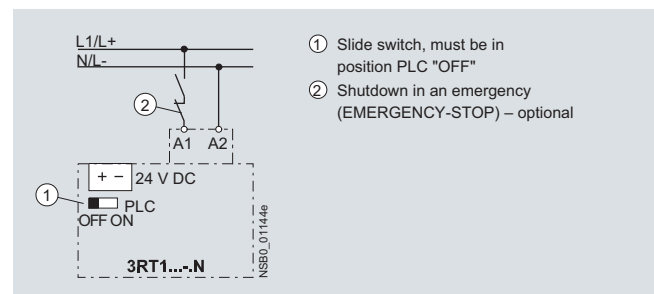 L1/L+
N/L-
2
A1 A2
+ – 24 V DC
1
PLC
OFF ON
3RT1...-.N
NSB0_01144e
1 Slide switch, must be in
position PLC "OFF"
2 Shutdown in an emergency
(EMERGENCY-STOP) – optional